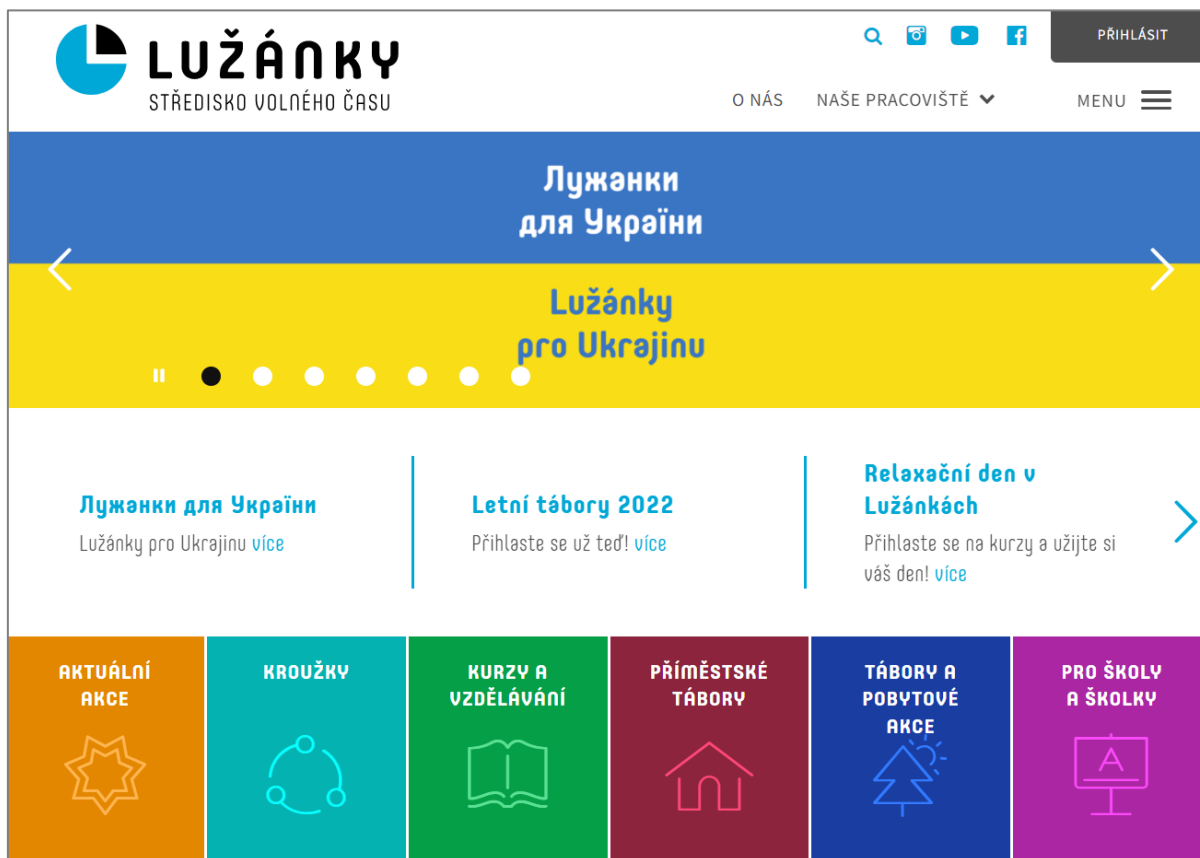 LUŽÁNKY
STŘEDISKO VOLNÉHO ČASU
PŘIHLÁSIT
O NÁS
NAŠE PRACOVIŠTĚ
MENU
Лужанки
для України
Lužánky
pro Ukrajinu
Лужанки для України
Lužánky pro Ukrajinu více
Letní tábory 2022
Přihlaste se už teď! více
Relaxační den v
Lužánkách
Přihlaste se na kurzy a užijte si
váš den! více
AKTUÁLNÍ
AKCE
KROUŽKY
KURZY A
VZDĚLÁVÁNÍ
PŘÍMĚSTSKÉ
TÁBORY
TÁBORY A
POBYTOVÉ
AKCE
PRO ŠKOLY
A ŠKOLKY
A